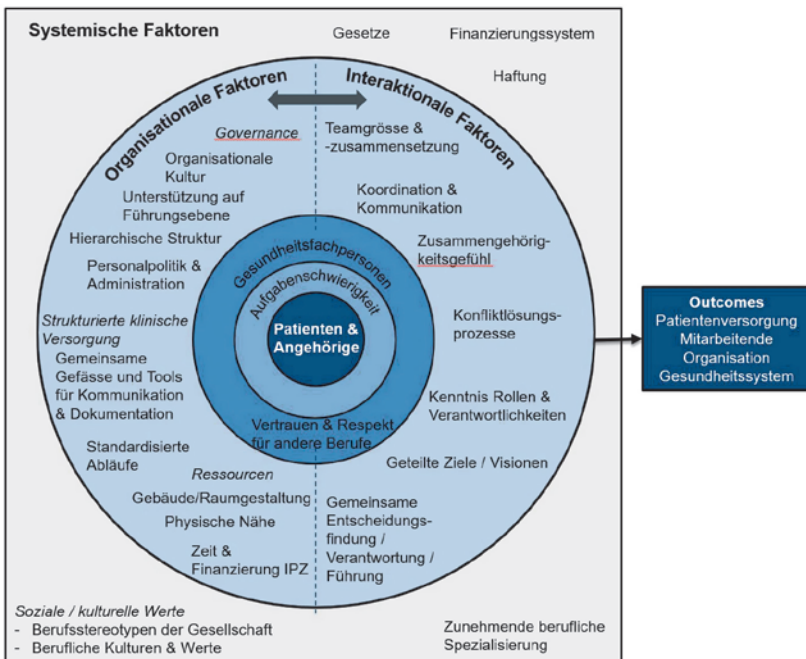 Systemische Faktoren
Gesetze
Finanzierungssystem
Haftung
Organisationale Faktoren
Interaktionale Faktoren
Governance
Organisationale
Kultur
Unterstützung auf
Führungsebene
Hierarchische Struktur
Personalpolitik &
Administration
Strukturierte klinische
Versorgung
Gemeinsame
Gefässe und Tools
für Kommunikation
& Dokumentation
Standardisierte
Abläufe
Ressourcen
Gebäude/Raumgestaltung
Physische Nähe
Zeit &
Finanzierung IPZ
Teamgrösse &
-zusammensetzung
Koordination &
Kommunikation
Zusammengehörig-
keitsgefühl
Konfliktlösungs-
prozesse
Kenntnis Rollen &
Verantwortlichkeiten
Geteilte Ziele / Visionen
Gemeinsame
Entscheidungs-
findung /
Verantwortung /
Führung
Gesundheitsfachpersonen
Aufgabenschwierigkeit
Patienten &
Angehörige
Vertrauen & Respekt
für andere Berufe
Outcomes
Patientenversorgung
Mitarbeitende
Organisation
Gesundheitssystem
Soziale / kulturelle Werte
- Berufsstereotypen der Gesellschaft
- Berufliche Kulturen & Werte
Zunehmende berufliche
Spezialisierung